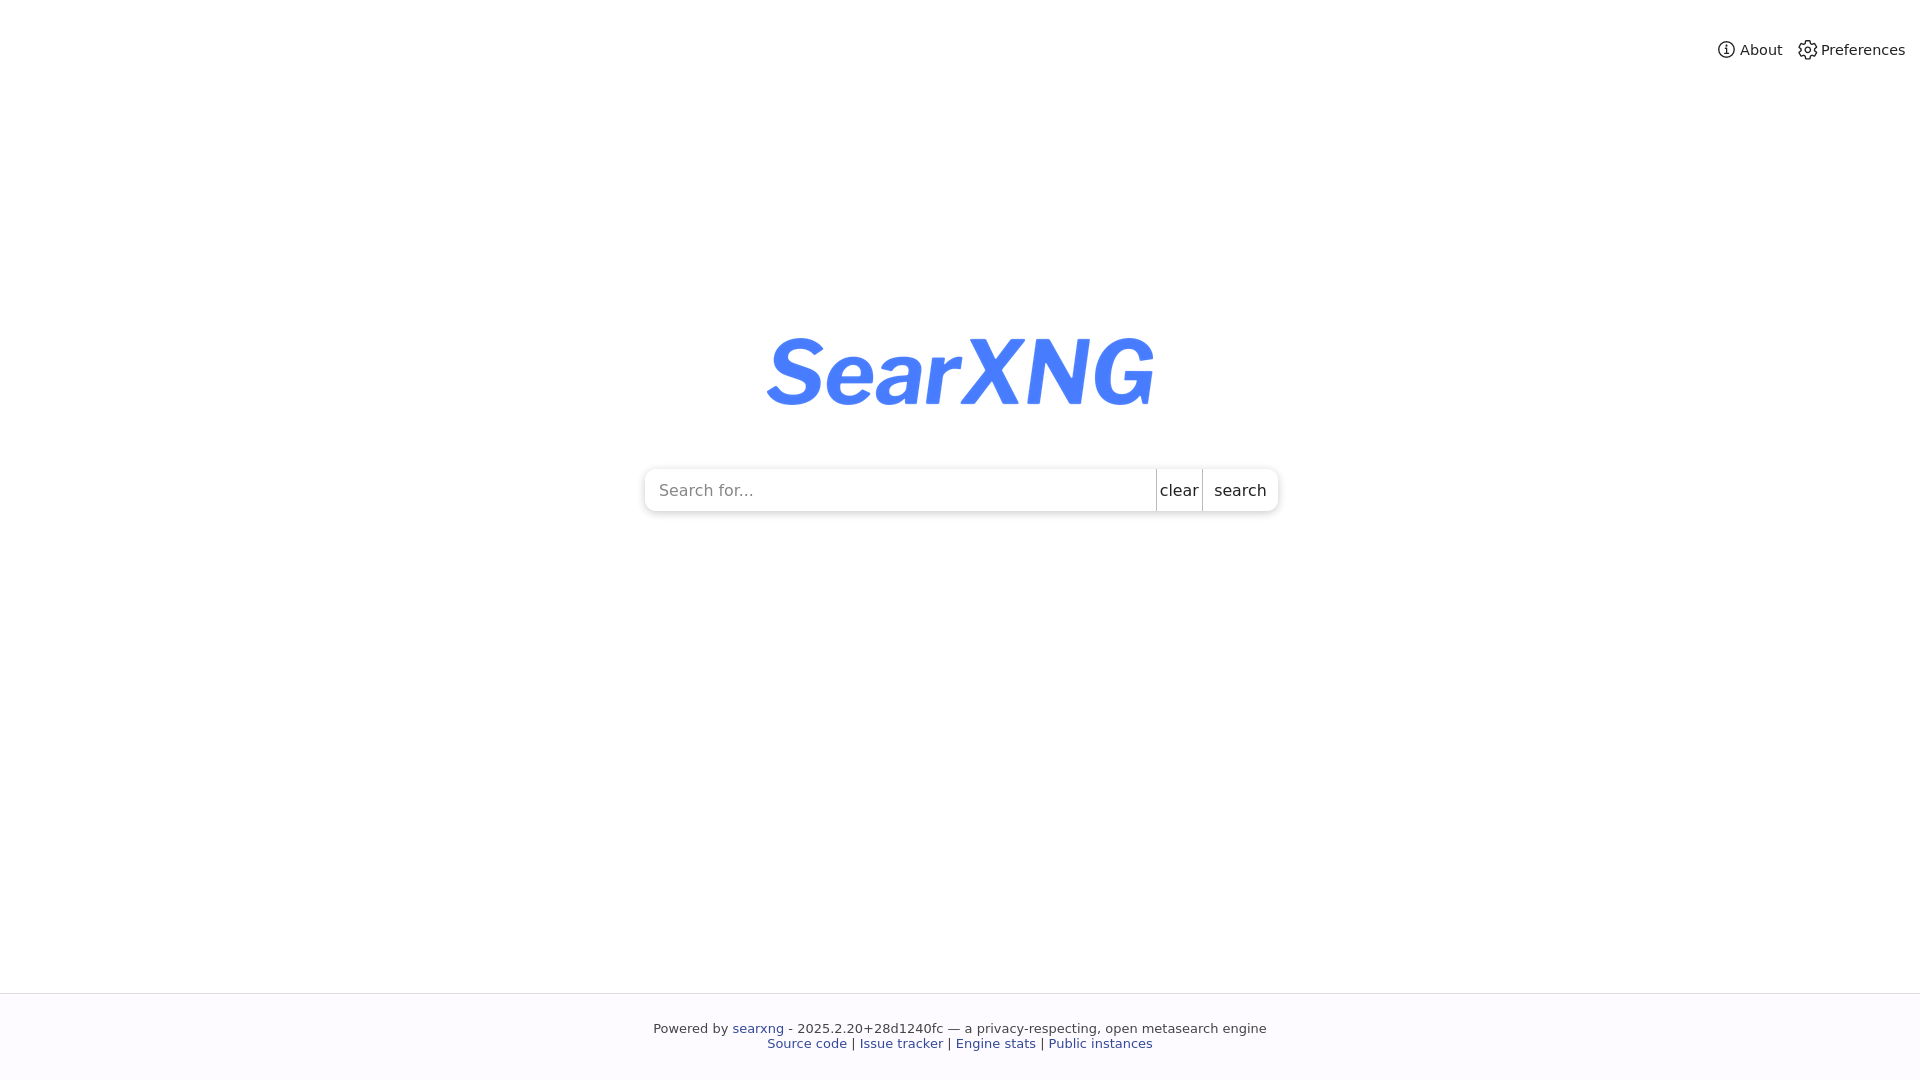 About
Preferences
SearXNG
Search for...
clear
search
Powered by searxng - 2025.2.20+28d1240fc — a privacy-respecting, open metasearch engine
Source code | Issue tracker | Engine stats | Public instances